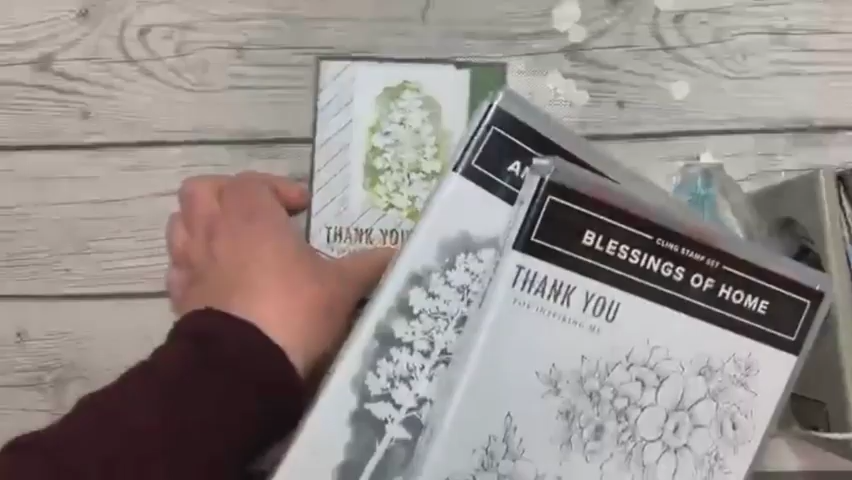 THANK YOU
CLING STAMP SET
BLESSINGS OF HOME
THANK YOU
FOR INSPIRING ME